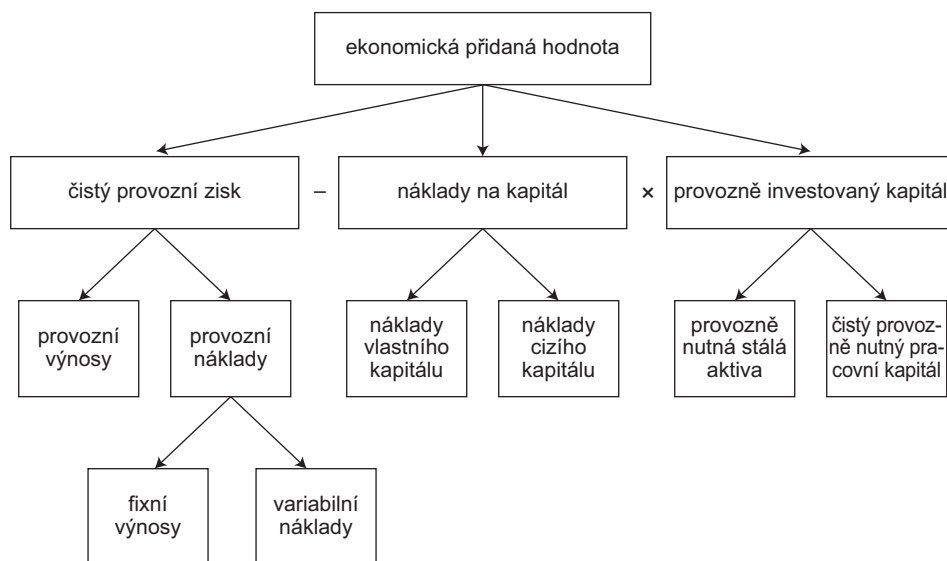 ekonomická přidaná hodnota
čistý provozní zisk
–
náklady na kapitál
×
provozně investovaný kapitál
provozní
výnosy
provozní
náklady
náklady
vlastního
kapitálu
náklady
cizího
kapitálu
provozně
nutná stálá
aktiva
čistý provoz-
ně nutný pra-
covní kapitál
fixní
výnosy
variabilní
náklady